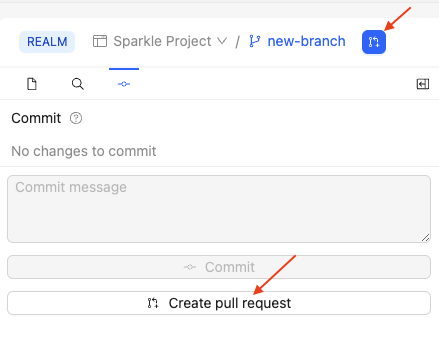 REALM Sparkle Project / new-branch
Commit
No changes to commit
Commit message
Commit
Create pull request